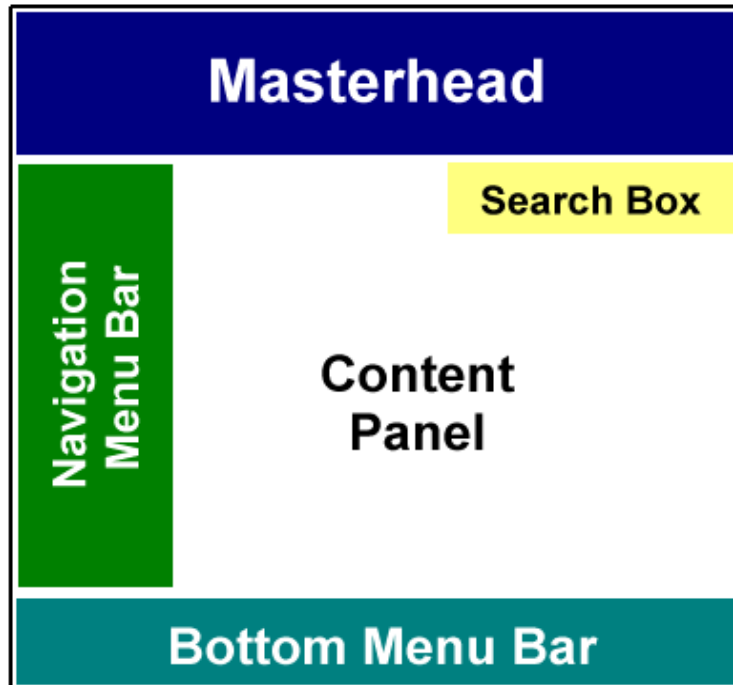 Masterhead
Search Box
Navigation
Menu Bar
Content
Panel
Bottom Menu Bar